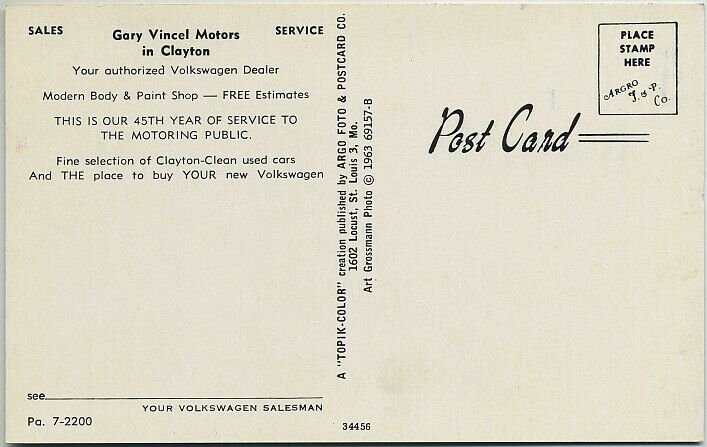 SALES
Gary Vincel Motors
SERVICE
in Clayton
Your authorized Volkswagen Dealer
Modern Body & Paint Shop — FREE Estimates
THIS IS OUR 45TH YEAR OF SERVICE TO
THE MOTORING PUBLIC.
Fine selection of Clayton-Clean used cars
And THE place to buy YOUR new Volkswagen
see
YOUR VOLKSWAGEN SALESMAN
Pa. 7-2200
A "TOPIK-COLOR" creation published by ARGO FOTO & POSTCARD CO.
1602 Locust, St. Louis 3, Mo.
Art Grossmann Photo © 1963 69157-B
34456
Post Card
PLACE
STAMP
HERE
ARGRO
F. & P.
Co.